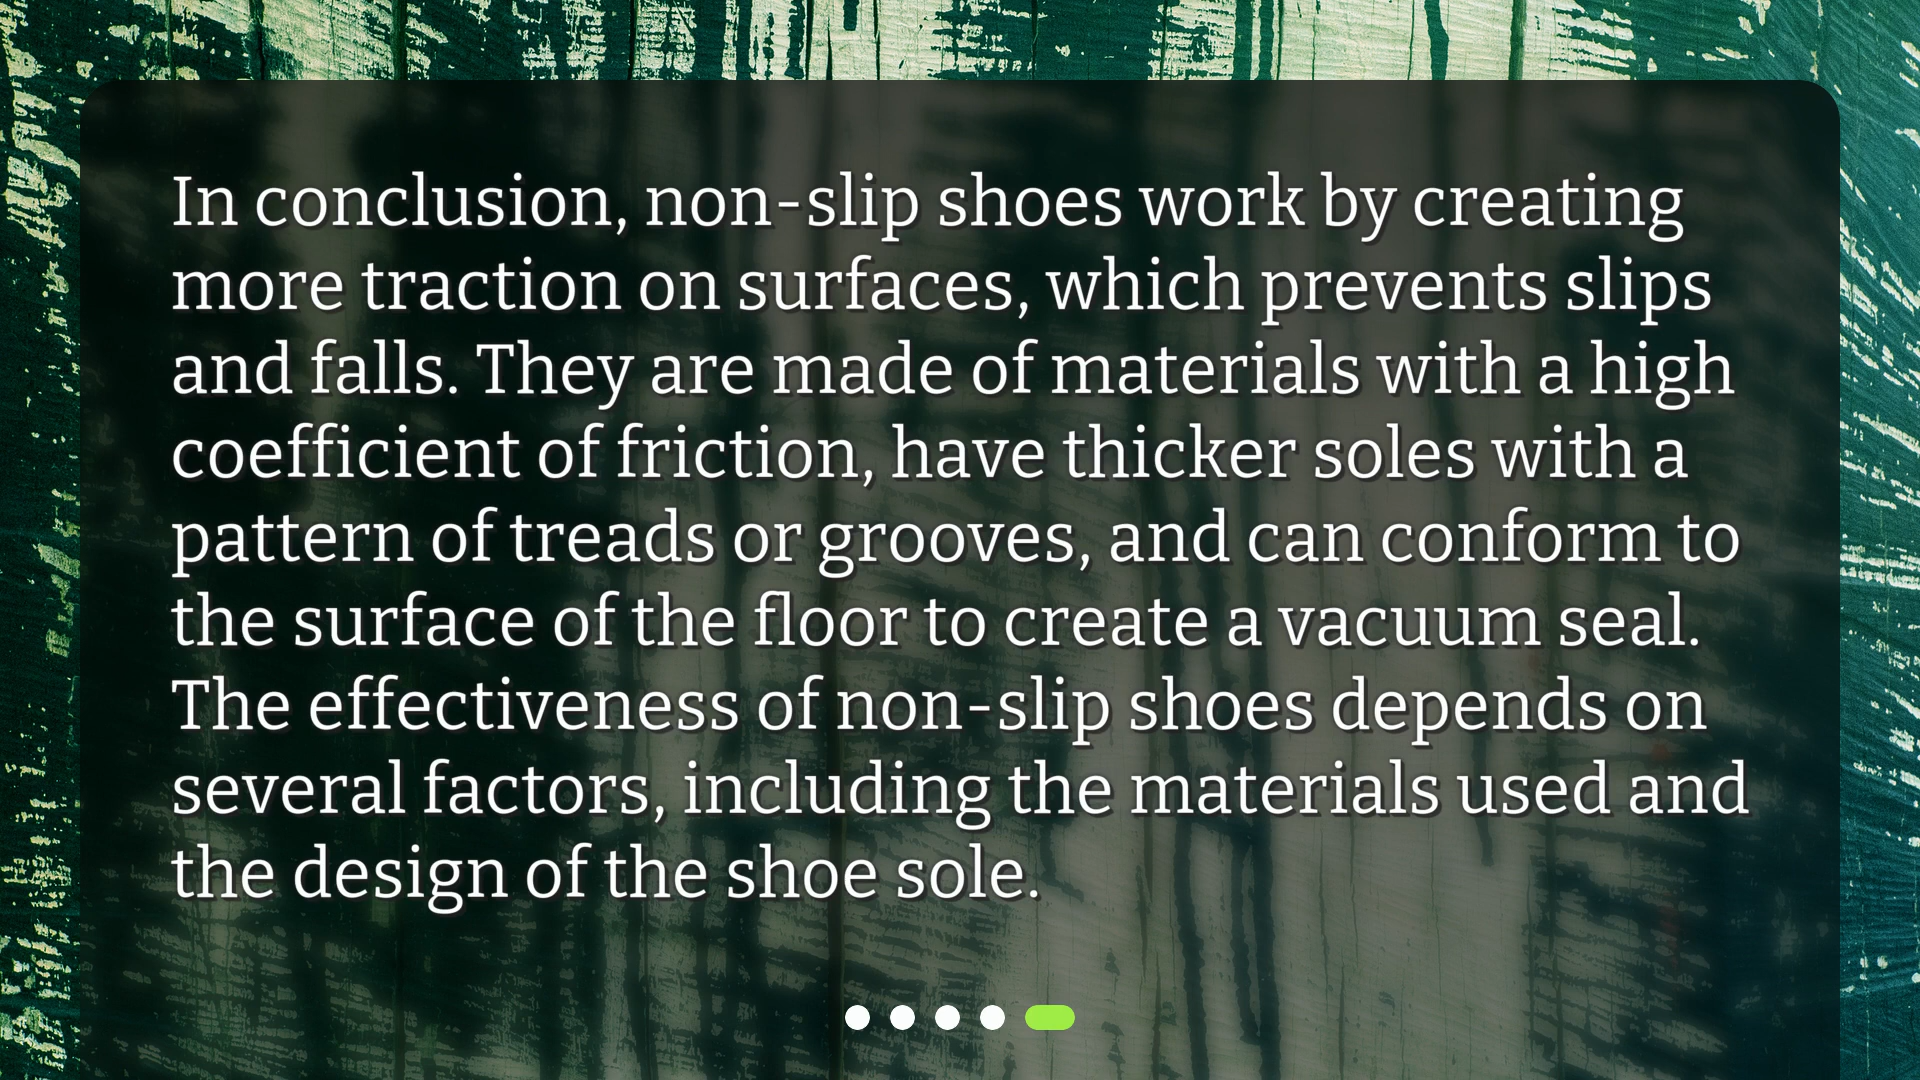 In conclusion, non-slip shoes work by creating
more traction on surfaces, which prevents slips
and falls. They are made of materials with a high
coefficient of friction, have thicker soles with a
pattern of treads or grooves, and can conform to
the surface of the floor to create a vacuum seal.
The effectiveness of non-slip shoes depends on
several factors, including the materials used and
the design of the shoe sole.